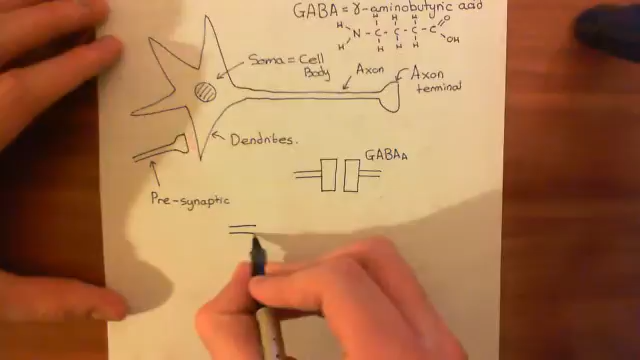 GABA = γ-aminobutyric acid
H H H O
H N - C - C - C - C
H H H H OH
Soma = Cell
Body
Axon
Axon
terminal
Dendrites.
GABAA
Pre-synaptic